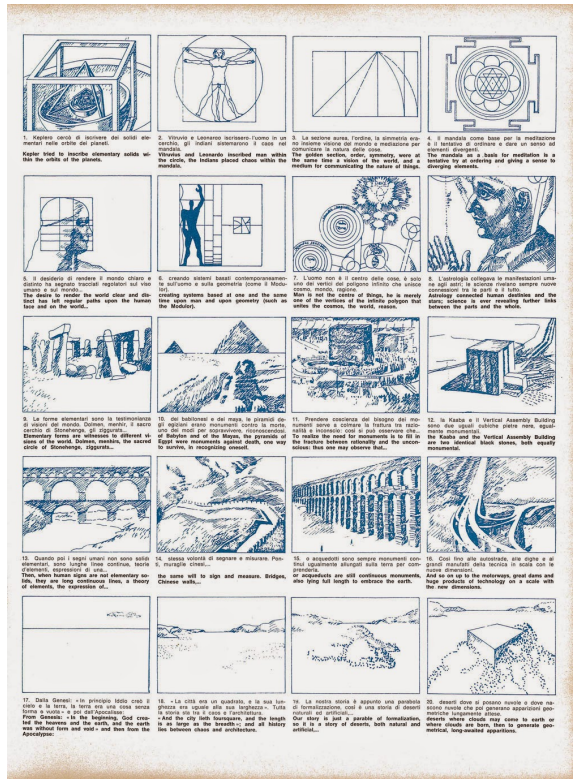 1. Keplero cercò di iscrivere dei solidi ele-
mentari nelle orbite dei pianeti.
Kepler tried to inscribe elementary solids wi-
thin the orbits of the planets.
2. Vitruvio e Leonardo iscrissero l'uomo in un
cerchio, gli indiani sistemarono il caos nel
mandala.
Vitruvius and Leonardo inscribed man within
the circle, the Indians placed chaos within the
mandala.
3. La sezione aurea, l'ordine, la simmetria era-
no insieme visione del mondo e mediazione per
comunicare la natura delle cose.
The golden section, order, symmetry, were at
the same time a vision of the world, and a
medium for communicating the nature of things.
4. Il mandala come base per la meditazione
è il tentativo di ordinare e dare un senso ad
elementi divergenti.
The mandala as a basis for meditation is a
tentative try at ordering and giving a sense to
diverging elements.
5. Il desiderio di rendere il mondo chiaro e
distinto ha segnato tracciati regolatori sul viso
umano e sul mondo...
The desire to render the world clear and dis-
tinct has left regular paths upon the human
face and on the world...
6. creando sistemi basati contemporaneamen-
te sull'uomo e sulla geometria (come il Modu-
lor).
creating systems based at one and the same
time upon man and upon geometry (such as
the Modulor).
7. L'uomo non è il centro delle cose, è solo
uno dei vertici del poligono infinito che unisce
cosmo, mondo, ragione.
Man is not the centre of things, he is merely
one of the vertices of the infinite polygon that
unites the cosmos, the world, reason.
8. L'astrologia collegava le manifestazioni uma-
ne agli astri; le scienze rivelano sempre nuove
connessioni tra le parti e il tutto.
Astrology connected human destinies and the
stars; science is ever revealing further links
between the parts and the whole.
9. Le forme elementari sono la testimonianza
di visioni del mondo. Dolmen, menhir, il sacro
cerchio di Stonehenge, gli ziggurats...
Elementary forms are witnesses to different vi-
sions of the world. Dolmen, menhirs, the sacred
circle of Stonehenge, ziggurats...
10. dei babilonesi e dei maya, le piramidi de-
gli egiziani erano monumenti contro la morte,
uno dei modi per sopravvivere, riconoscendosi.
of Babylon and of the Mayas, the pyramids of
Egypt were monuments against death, one way
to survive, in recognizing oneself.
11. Prendere coscienza del bisogno dei mo-
numenti serve a colmare la frattura tra razio-
nalità e inconscio: così si può osservare che...
To realize the need for monuments is to fill in
the fracture between rationality and the uncon-
scious: thus one may observe that...
12. la Kaaba e il Vertical Assembly Building
sono due uguali cubiche pietre nere, egual-
mente monumentali.
the Kaaba and the Vertical Assembly Building
are two identical black stones, both equally
monumental.
13. Quando poi i segni umani non sono solidi
elementari, sono lunghe linee continue, teoria
d'elementi, espressioni di una...
Then, when human signs are not elementary so-
lids, they are long continuous lines, a theory
of elements, the expression of...
14. stessa volontà di segnare e misurare. Pon-
ti, muraglie cinesi,...
the same will to sign and measure. Bridges,
Chinese walls,...
15. o acquedotti sono sempre monumenti con-
tinui ugualmente allungati sulla terra per com-
prenderla.
or acqueducts are still continuous monuments,
also lying full length to embrace the earth.
16. Così fino alle autostrade, alle dighe e ai
grandi manufatti della tecnica in scala con le
nuove dimensioni.
And so on up to the motorways, great dams and
huge products of technology on a scale with
the new dimensions.
17. Dalla Genesi: «In principio Iddio creò il
cielo e la terra, la terra era una cosa senza
forma e vuota» e poi dall'Apocalisse:
From Genesis: «In the beginning, God crea-
ted the heavens and the earth, and the earth
was without form and void» and then from the
Apocalypse:
18. «La città era un quadrato, e la sua lun-
ghezza era uguale alla sua larghezza». Tutta
la storia sta tra il caos e l'architettura.
«And the city lieth foursquare, and the length
is as large as the breadth»; and all history
lies between chaos and architecture.
19. La nostra storia è appunto una parabola
di formalizzazione, così è una storia di deserti
naturali ed artificiali,...
Our story is just a parable of formalization,
so it is a story of deserts, both natural and
artificial,...
20. deserti dove si posano nuvole o dove na-
scono nuvole che poi generano apparizioni geo-
metriche lungamente attese.
deserts where clouds may come to earth or
where clouds are born, then to generate geo-
metrical, long-awaited apparitions.